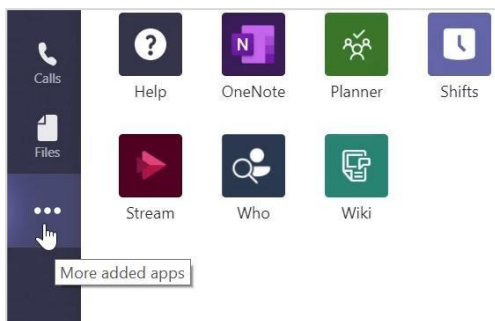 Calls
Files
More added apps
Help
OneNote
Planner
Shifts
Stream
Who
Wiki
?
N